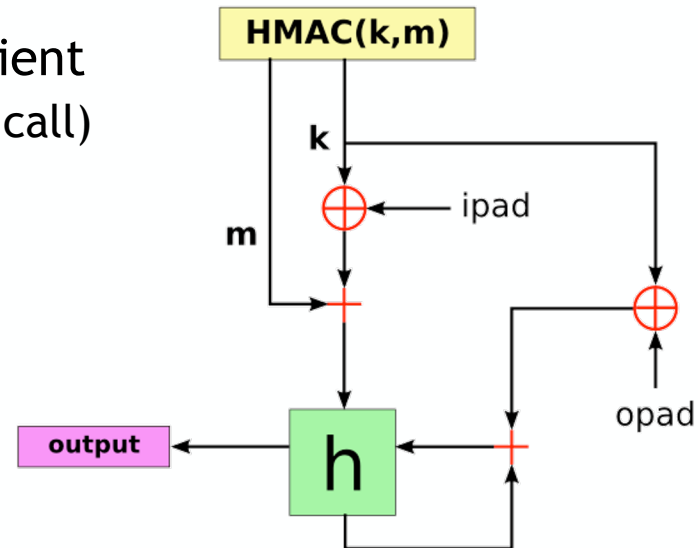 ient
call)
HMAC(k,m)
k
ipad
m
opad
output
h